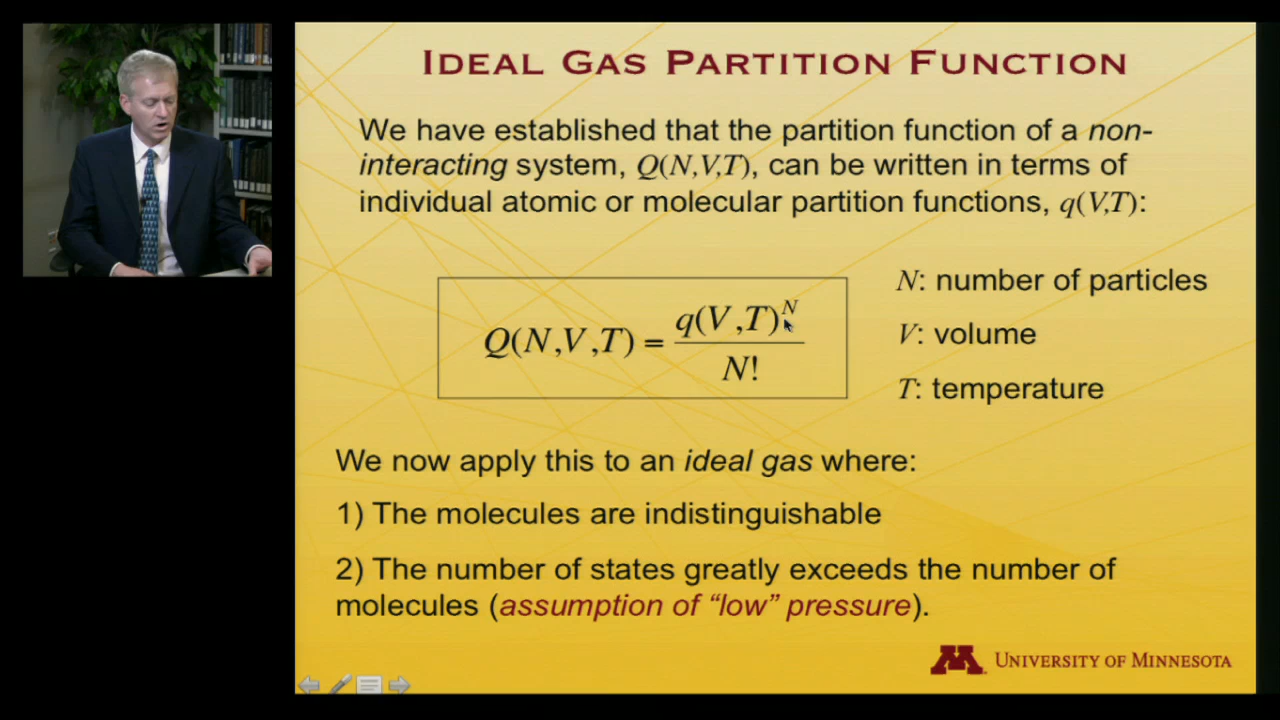 IDEAL GAS PARTITION FUNCTION
We have established that the partition function of a non-
interacting system, Q(N,V,T), can be written in terms of
individual atomic or molecular partition functions, q(V,T):
Q(N,V,T) = q(V,T)^N / N!
N: number of particles
V: volume
T: temperature
We now apply this to an ideal gas where:
1) The molecules are indistinguishable
2) The number of states greatly exceeds the number of
molecules (assumption of “low” pressure).
M UNIVERSITY OF MINNESOTA